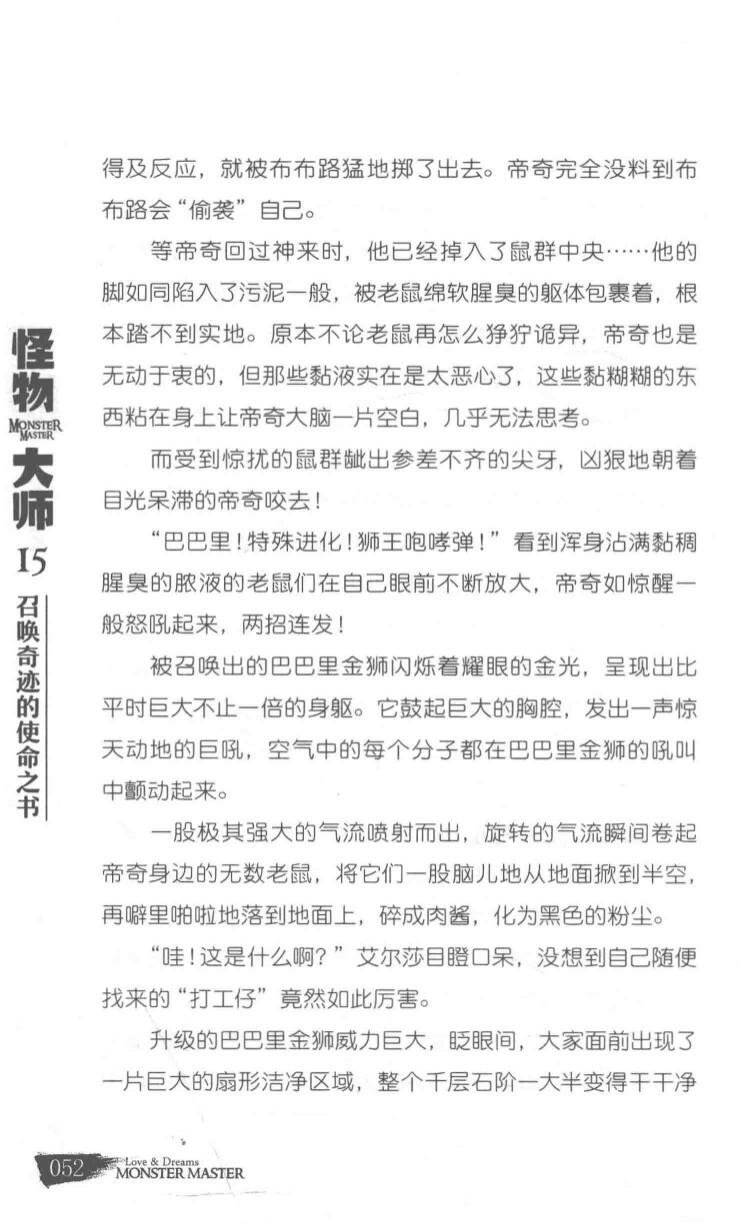 得及反应，就被布布路猛地掷了出去。帝奇完全没料到布
布路会“偷袭”自己。
等帝奇回过神来时，他已经掉入了鼠群中央……他的
脚如同陷入了污泥一般，被老鼠绵软腥臭的躯体包裹着，根
本踏不到实地。原本不论老鼠再怎么狰狞诡异，帝奇也是
无动于衷的，但那些黏液实在是太恶心了，这些黏糊糊的东
西粘在身上让帝奇大脑一片空白，几乎无法思考。
而受到惊扰的鼠群龇出参差不齐的尖牙，凶狠地朝着
目光呆滞的帝奇咬去！
“巴巴里！特殊进化！狮王咆哮弹！”看到浑身沾满黏稠
腥臭的脓液的老鼠们在自己眼前不断放大，帝奇如惊醒一
般怒吼起来，两招连发！
被召唤出的巴巴里金狮闪烁着耀眼的金光，呈现出比
平时巨大不止一倍的身躯。它鼓起巨大的胸腔，发出一声惊
天动地的巨吼，空气中的每个分子都在巴巴里金狮的吼叫
中颤动起来。
一股极其强大的气流喷射而出，旋转的气流瞬间卷起
帝奇身边的无数老鼠，将它们一股脑儿地从地面掀到半空，
再噼里啪啦地落到地面上，碎成肉酱，化为黑色的粉尘。
“哇！这是什么啊？”艾尔莎目瞪口呆，没想到自己随便
找来的“打工仔”竟然如此厉害。
升级的巴巴里金狮威力巨大，眨眼间，大家面前出现了
一片巨大的扇形洁净区域，整个千层石阶一大半变得干干净
怪物
MONSTER
MASTER
大师
15
召唤奇迹的使命之书
052
Love & Dreams
MONSTER MASTER